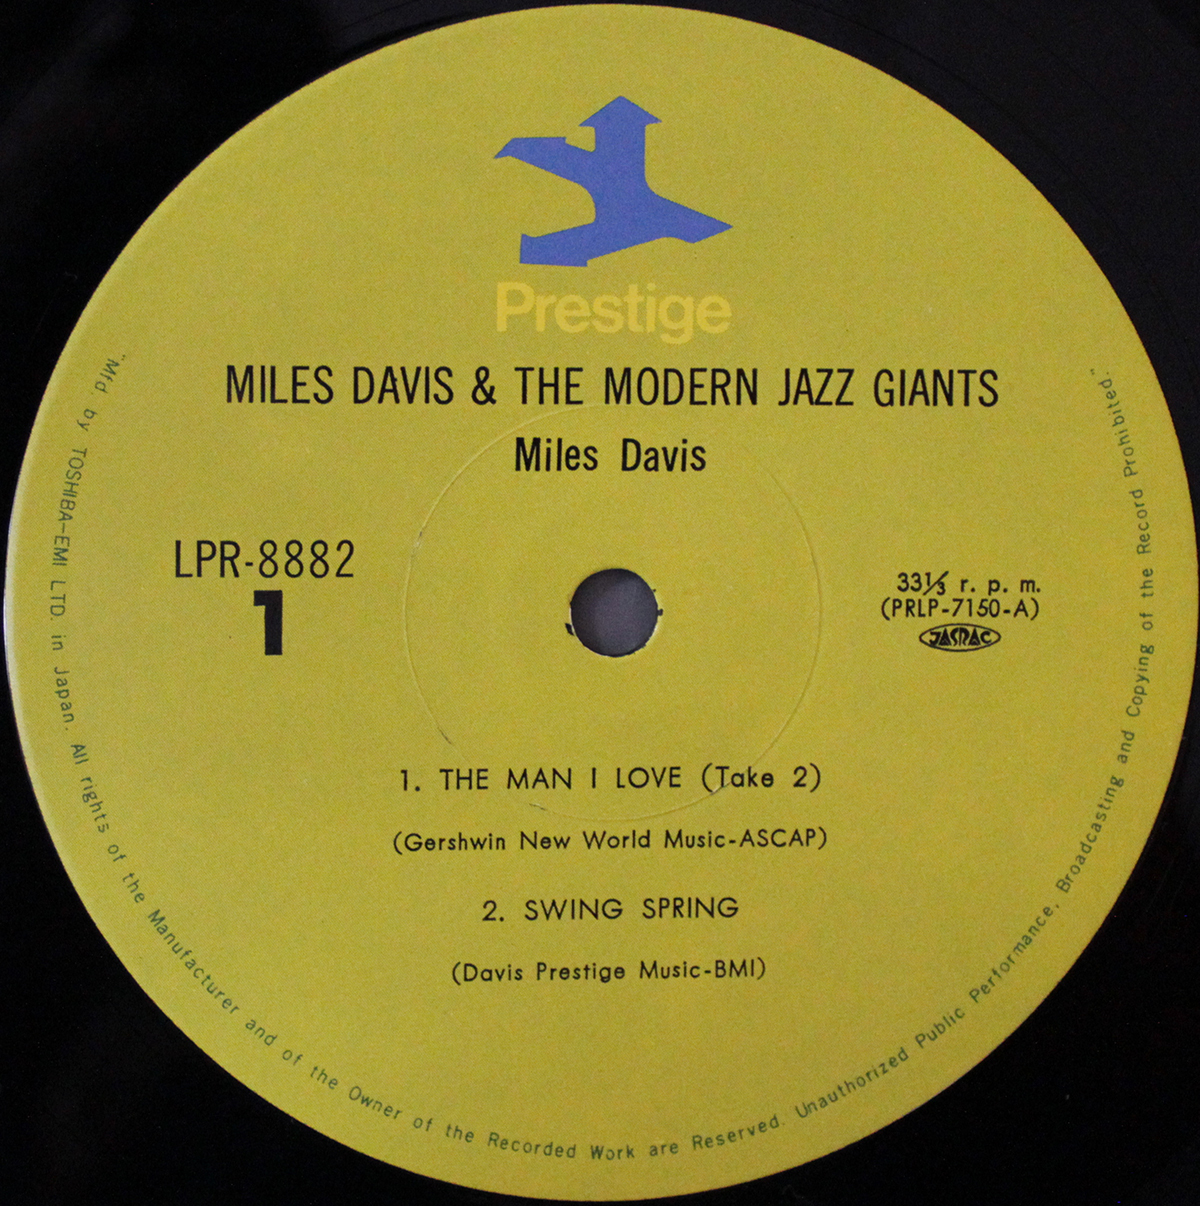 Prestige
MILES DAVIS & THE MODERN JAZZ GIANTS
Miles Davis
LPR-8882
1
33⅓ r. p. m.
(PRLP-7150-A)
JASRAC
1. THE MAN I LOVE (Take 2)
(Gershwin New World Music-ASCAP)
2. SWING SPRING
(Davis Prestige Music-BMI)
"Mfd. by TOSHIBA-EMI LTD. in Japan. All rights of the Manufacturer and of the Owner of the Recorded Work are Reserved. Unauthorized Public Performance, Broadcasting and Copying of the Record Prohibited."